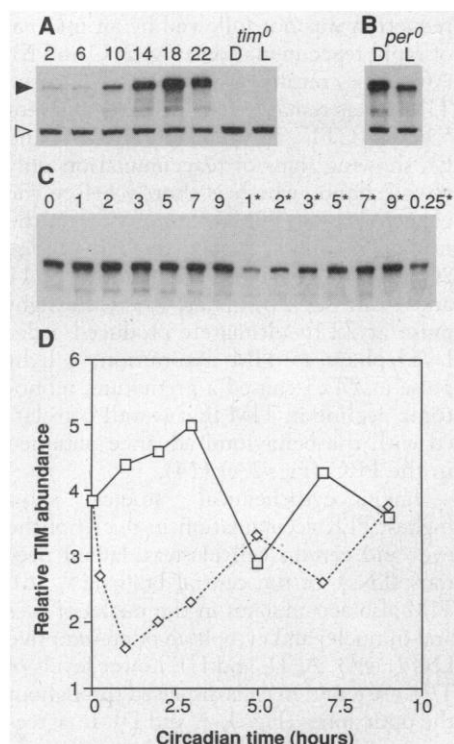 A
2 6 10 14 18 22 D L
tim0
B
per0
D L
C
0 1 2 3 5 7 9 1* 2* 3* 5* 7* 9* 0.25*
D
Relative TIM abundance
6
5
4
3
2
1
0.0 2.5 5.0 7.5 10
Circadian time (hours)